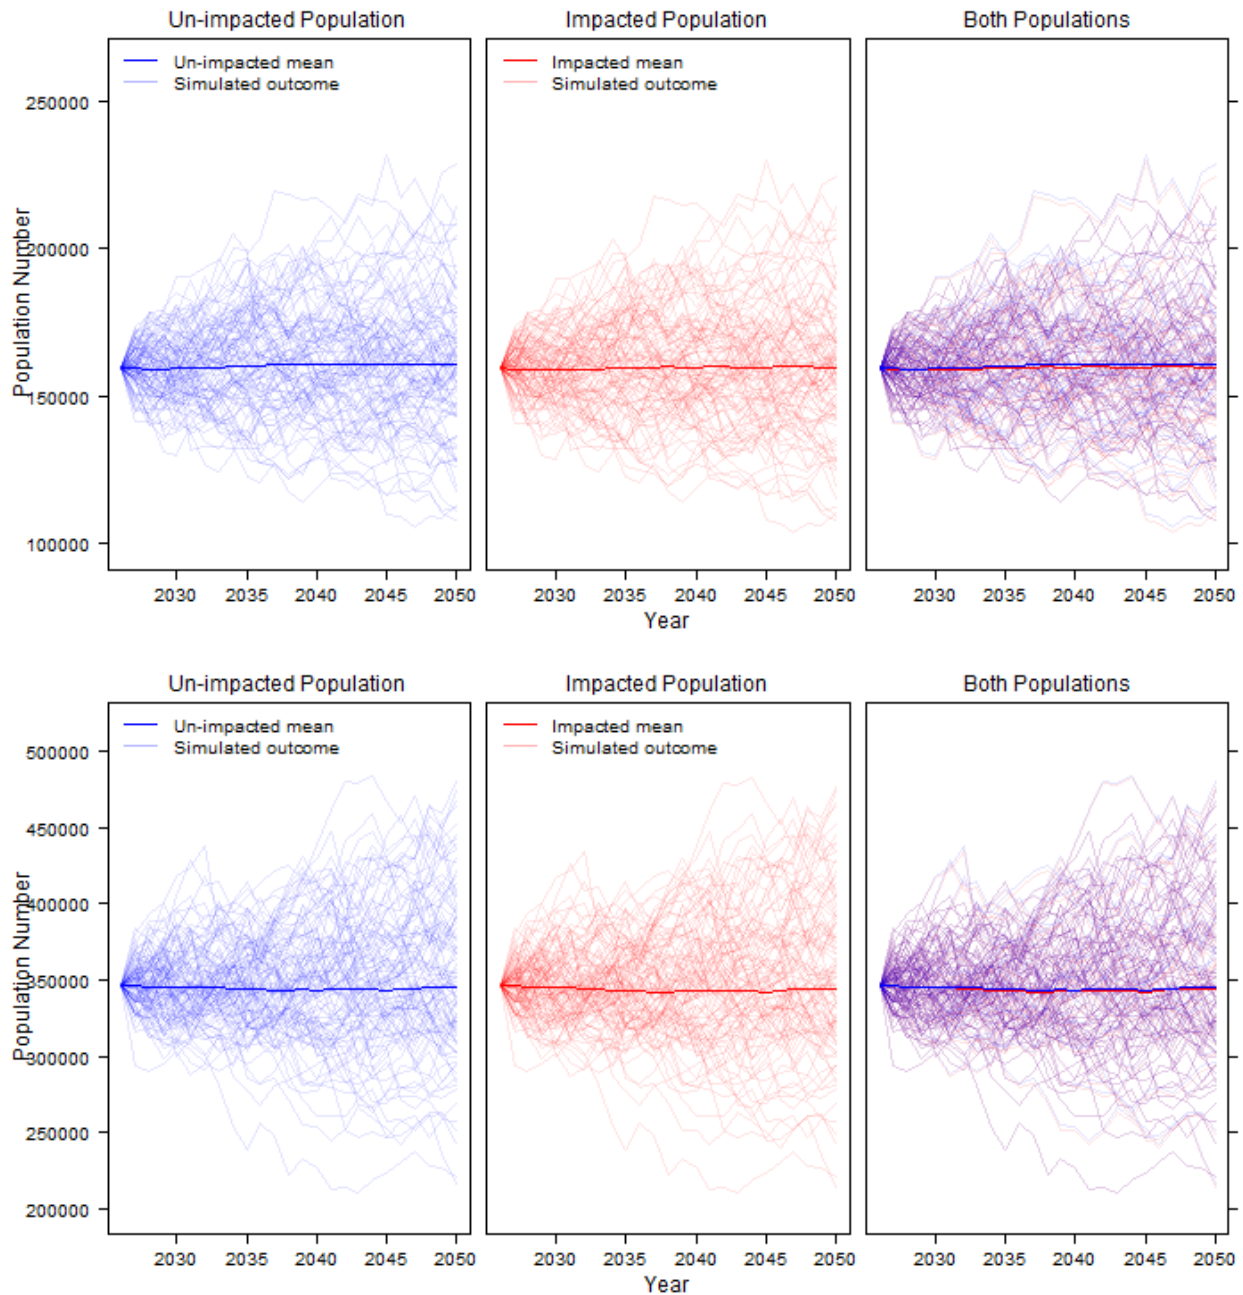 Un-impacted Population Impacted Population Both Populations
Un-impacted mean Impacted mean
Simulated outcome Simulated outcome
250000
200000
150000
100000
Population Number
2030 2035 2040 2045 2050 2030 2035 2040 2045 2050 2030 2035 2040 2045 2050
Year
Un-impacted Population Impacted Population Both Populations
Un-impacted mean Impacted mean
Simulated outcome Simulated outcome
500000
450000
400000
350000
300000
250000
200000
Population Number
2030 2035 2040 2045 2050 2030 2035 2040 2045 2050 2030 2035 2040 2045 2050
Year